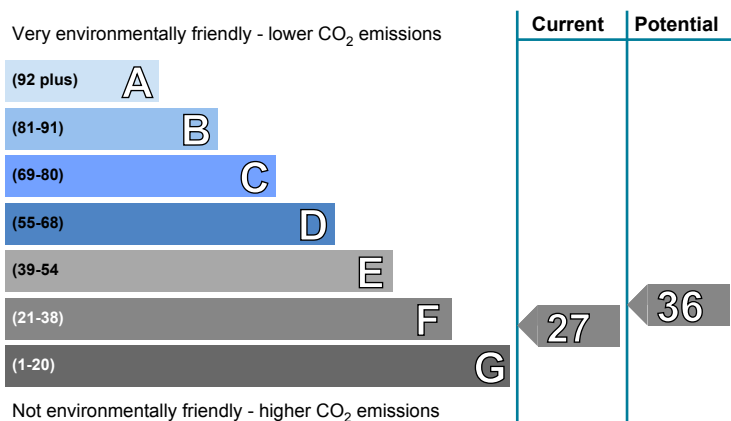 Very environmentally friendly - lower CO2 emissions
Current
Potential
(92 plus) A
(81-91) B
(69-80) C
(55-68) D
(39-54 E
(21-38) F
27
36
(1-20) G
Not environmentally friendly - higher CO2 emissions